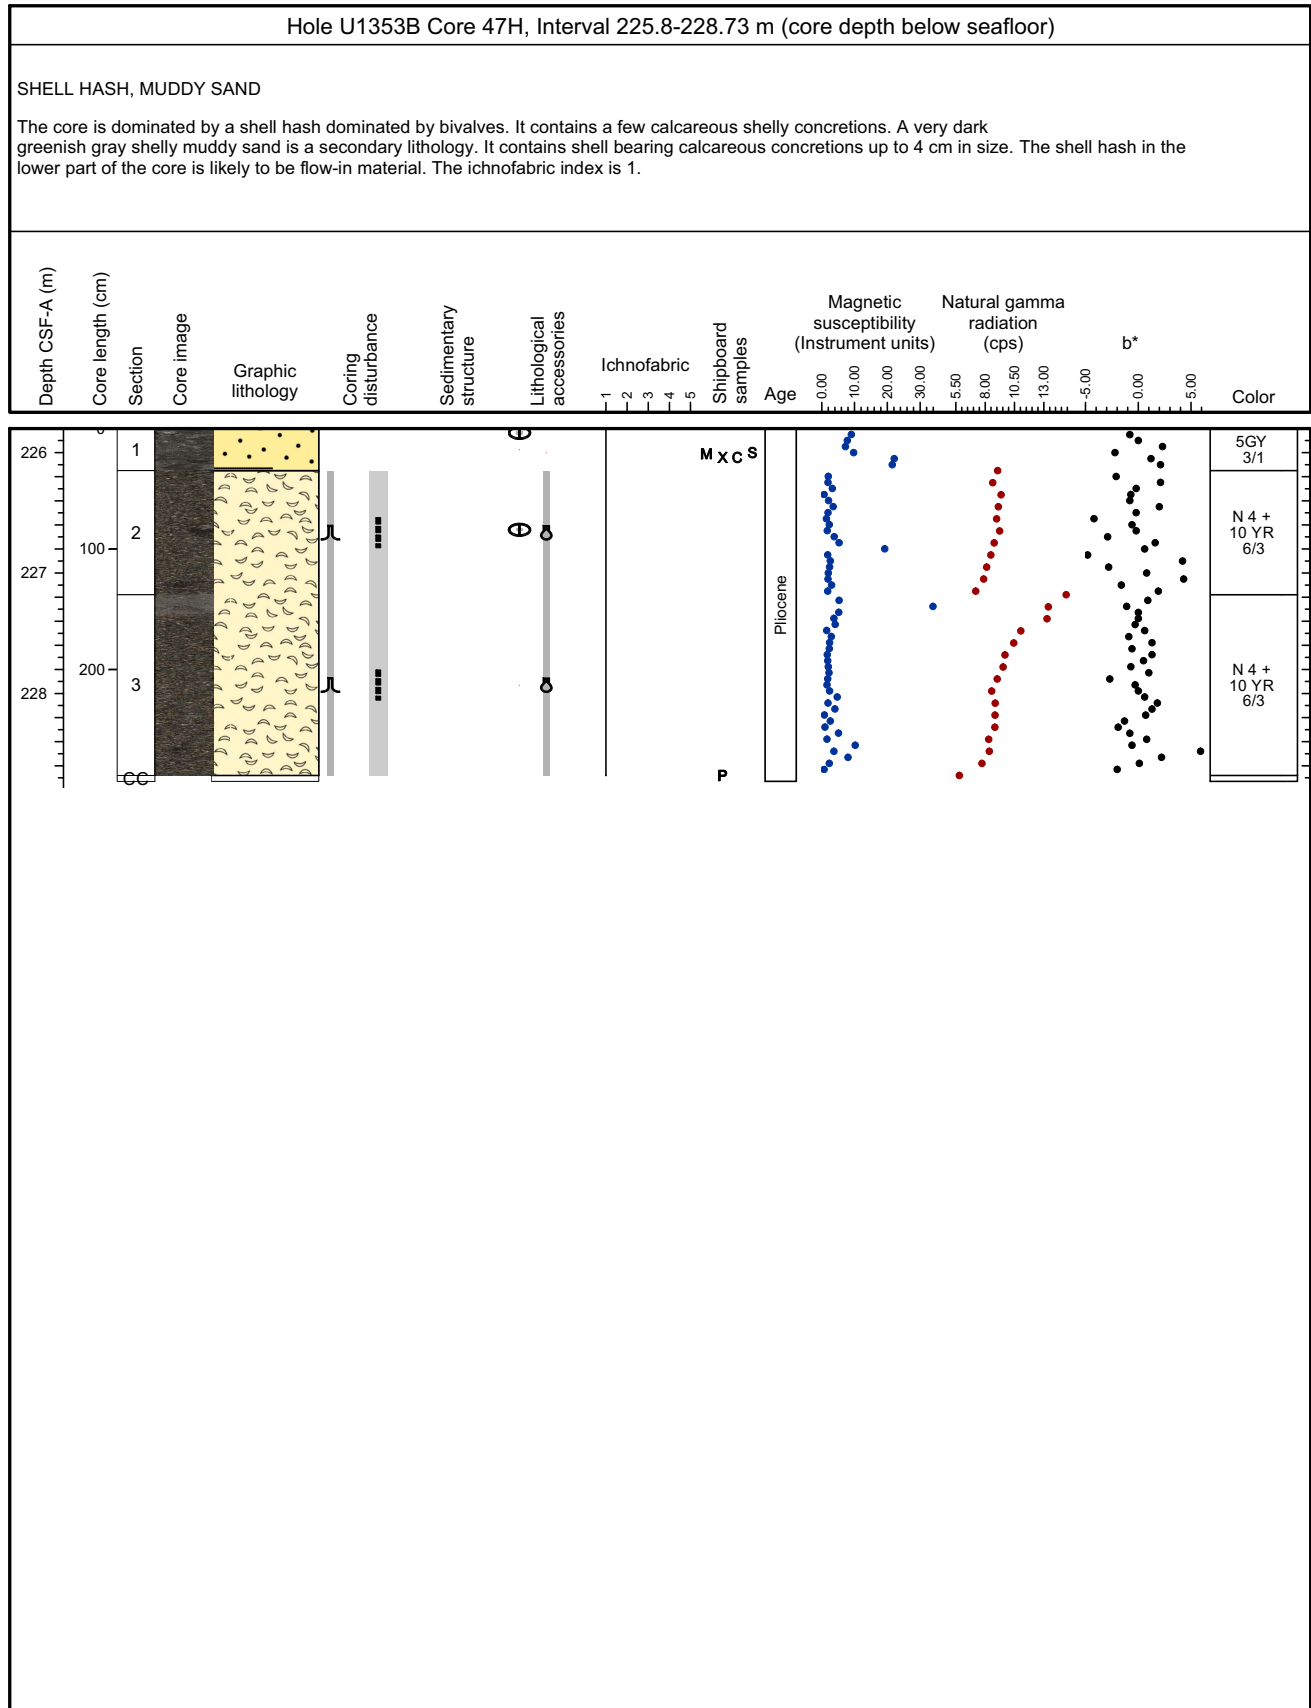 Hole U1353B Core 47H, Interval 225.8-228.73 m (core depth below seafloor)
SHELL HASH, MUDDY SAND
The core is dominated by a shell hash dominated by bivalves. It contains a few calcareous shelly concretions. A very dark
greenish gray shelly muddy sand is a secondary lithology. It contains shell bearing calcareous concretions up to 4 cm in size. The shell hash in the
lower part of the core is likely to be flow-in material. The ichnofabric index is 1.
Depth CSF-A (m)
Core length (cm)
Section
Core image
Graphic
lithology
Coring
disturbance
Sedimentary
structure
Lithological
accessories
Ichnofabric
1 2 3 4 5
Shipboard
samples
Age
Magnetic
susceptibility
(Instrument units)
0.00 10.00 20.00 30.00
Natural gamma
radiation
(cps)
5.50 8.00 10.50 13.00
b*
-5.00 0.00 5.00
Color
226
227
228
0
100
200
1
2
3
CC
M X C S
P
Pliocene
5GY
3/1
N 4 +
10 YR
6/3
N 4 +
10 YR
6/3